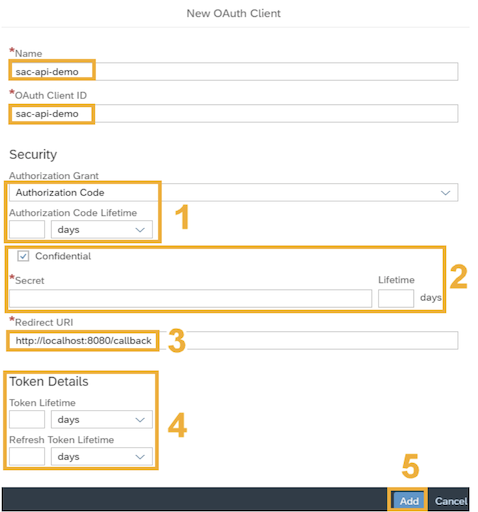 New OAuth Client
*Name
sac-api-demo
*OAuth Client ID
sac-api-demo
Security
Authorization Grant
Authorization Code
Authorization Code Lifetime
days
1
Confidential
*Secret
Lifetime
days
2
*Redirect URI
http://localhost:8080/callback
3
Token Details
Token Lifetime
days
Refresh Token Lifetime
days
4
5
Add Cancel